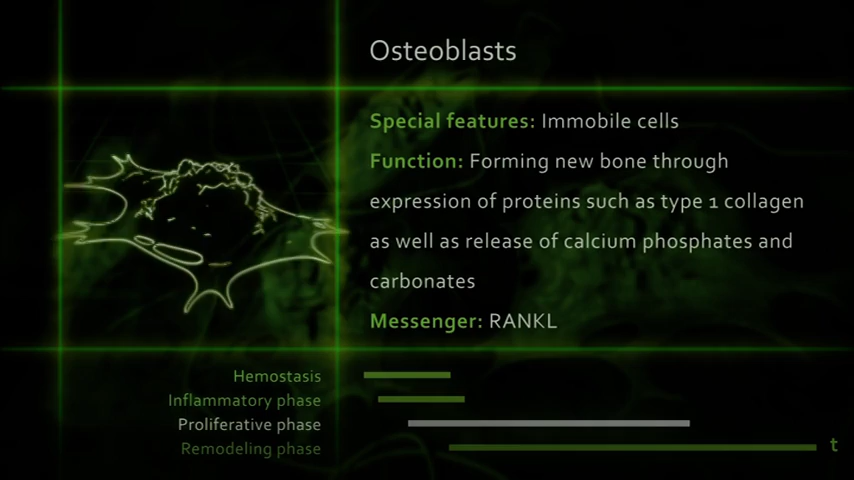 Osteoblasts
Special features: Immobile cells
Function: Forming new bone through
expression of proteins such as type 1 collagen
as well as release of calcium phosphates and
carbonates
Messenger: RANKL
Hemostasis
Inflammatory phase
Proliferative phase
Remodeling phase
t